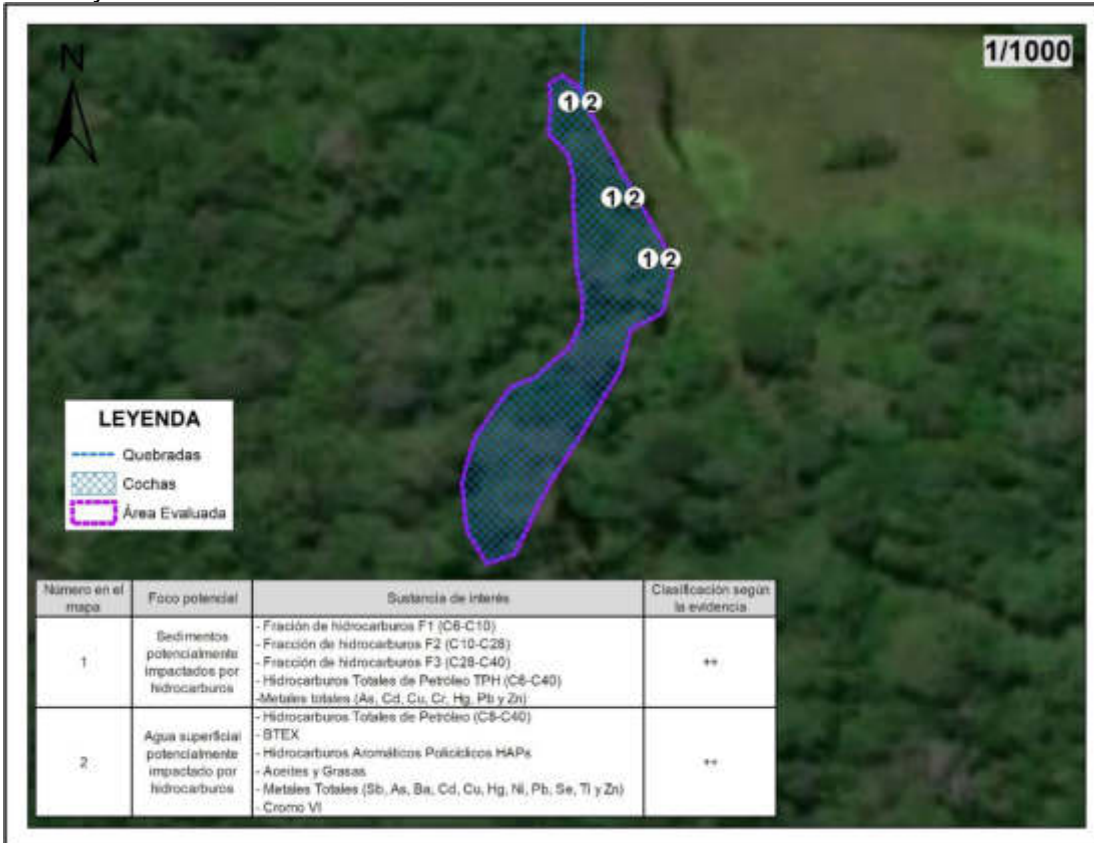 N
1/1000
1 2
1 2
1 2
LEYENDA
Quebradas
Cochas
Área Evaluada
Número en el mapa | Foco potencial | Sustancia de interés | Clasificación según la evidencia
1 | Sedimentos potencialmente impactados por hidrocarburos | - Fración de hidrocarburos F1 (C6-C10)
- Fracción de hidrocarburos F2 (C10-C28)
- Fracción de hidrocarburos F3 (C28-C40)
- Hidrocarburos Totales de Petróleo TPH (C6-C40)
-Metales totales (As, Cd, Cu, Cr, Hg, Pb y Zn) | ++
2 | Agua superficial potencialmente impactado por hidrocarburos | - Hidrocarburos Totales de Petróleo (C8-C40)
- BTEX
- Hidrocarburos Aromáticos Policíclicos HAPs
- Aceites y Grasas
- Metales Totales (Sb, As, Ba, Cd, Cu, Hg, Ni, Pb, Se, Tl y Zn)
- Cromo VI | ++